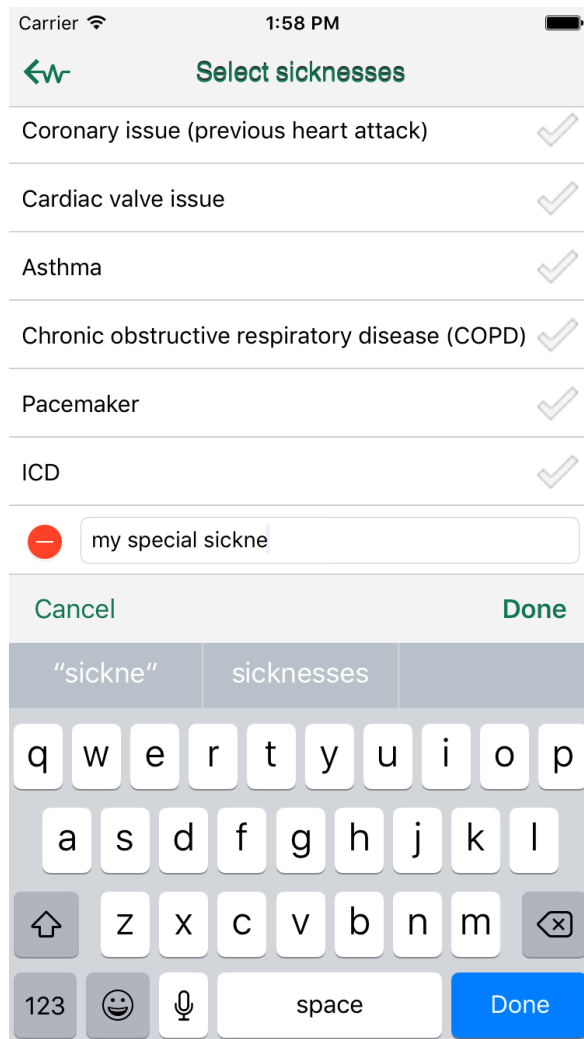 Carrier 1:58 PM
Select sicknesses
Coronary issue (previous heart attack)
Cardiac valve issue
Asthma
Chronic obstructive respiratory disease (COPD)
Pacemaker
ICD
my special sickne
Cancel Done
“sickne” sicknesses
q w e r t y u i o p
a s d f g h j k l
z x c v b n m
123 space Done